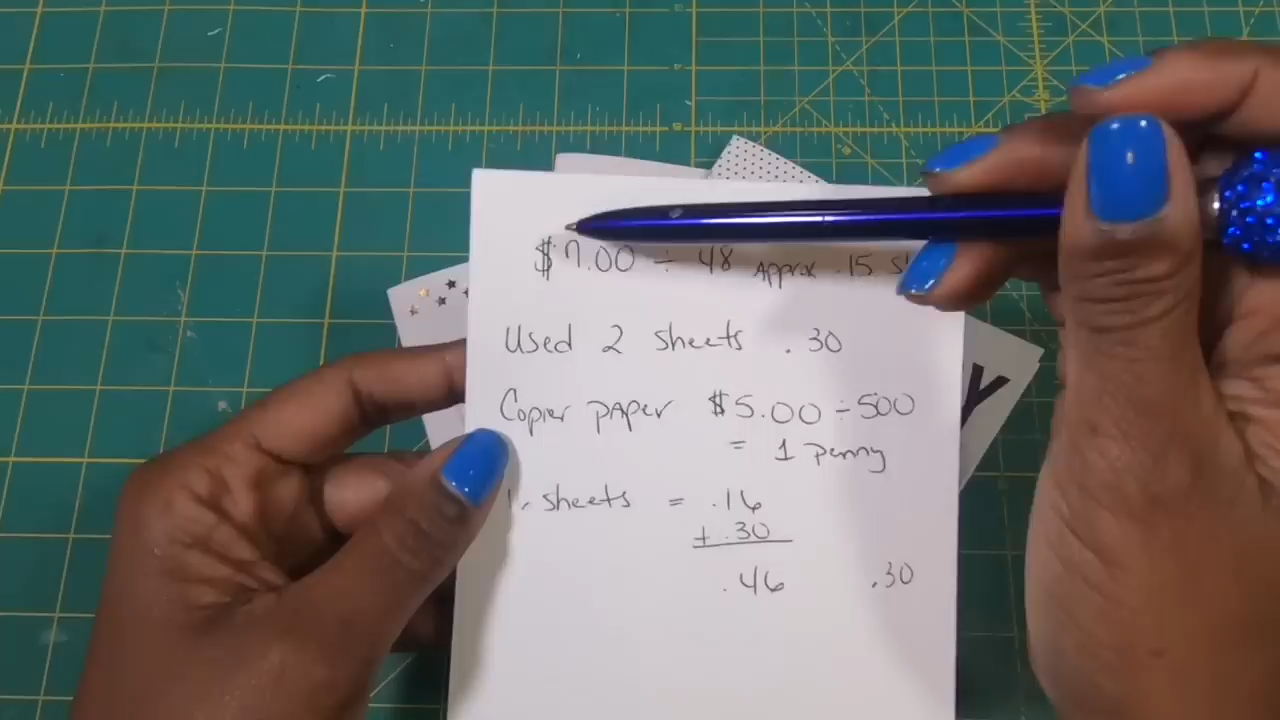 $7.00 ÷ 48 Approx .15
Used 2 sheets .30
Copier paper $5.00 ÷ 500
= 1 penny
sheets = .16
+ .30
.46 .30
y